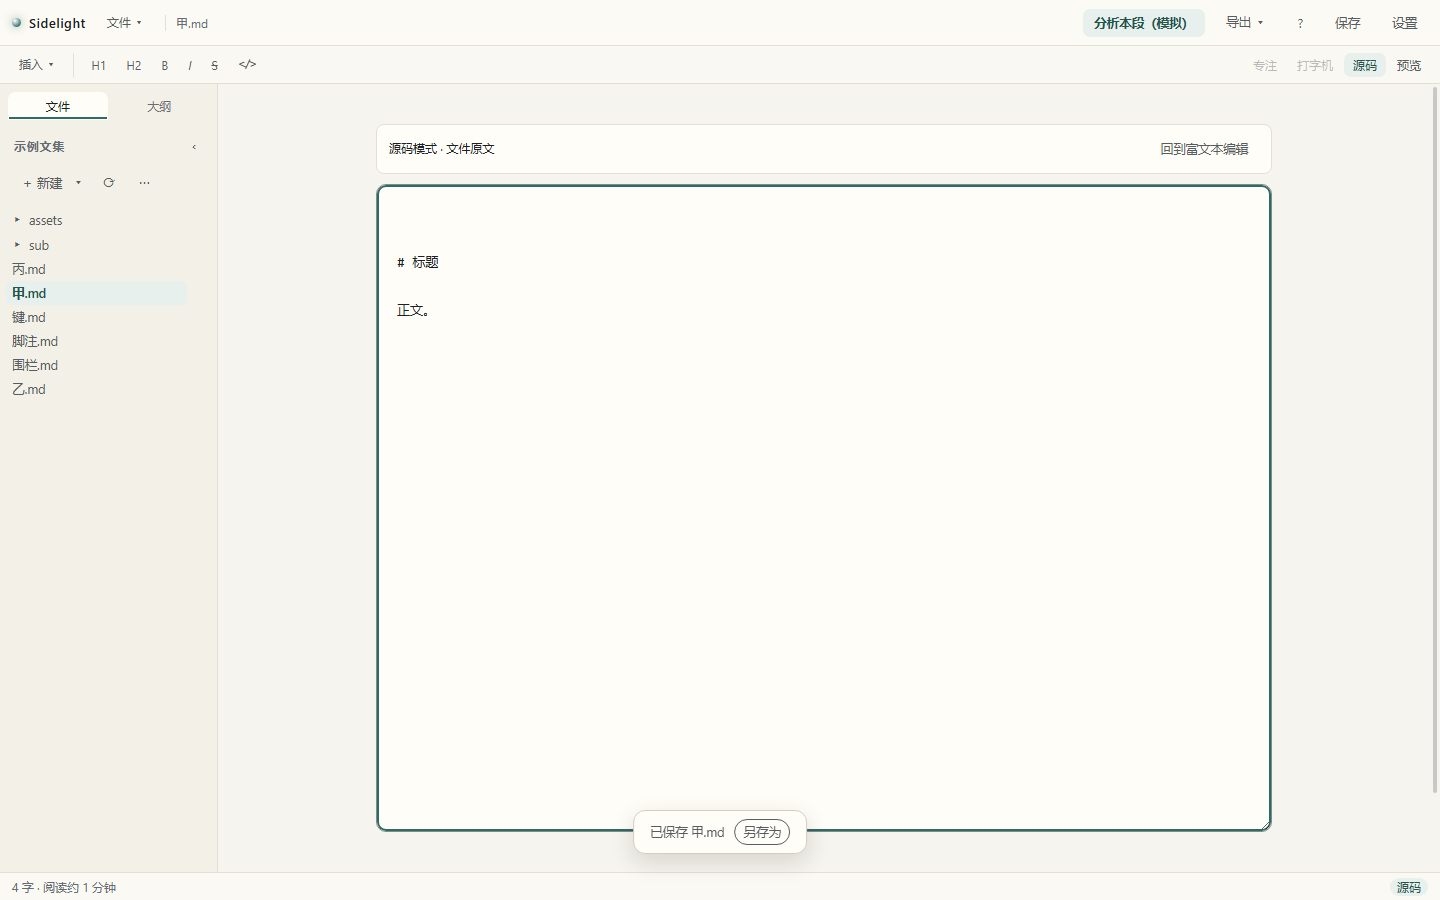 Sidelight 文件 甲.md 分析本段（模拟） 导出 ? 保存 设置
插入 H1 H2 B I S </> 专注 打字机 源码 预览
文件 大纲
示例文集
+ 新建 ...
assets
sub
丙.md
甲.md
键.md
脚注.md
围栏.md
乙.md
源码模式 · 文件原文 回到富文本编辑
# 标题
正文。
已保存 甲.md 另存为
4 字 · 阅读约 1 分钟 源码